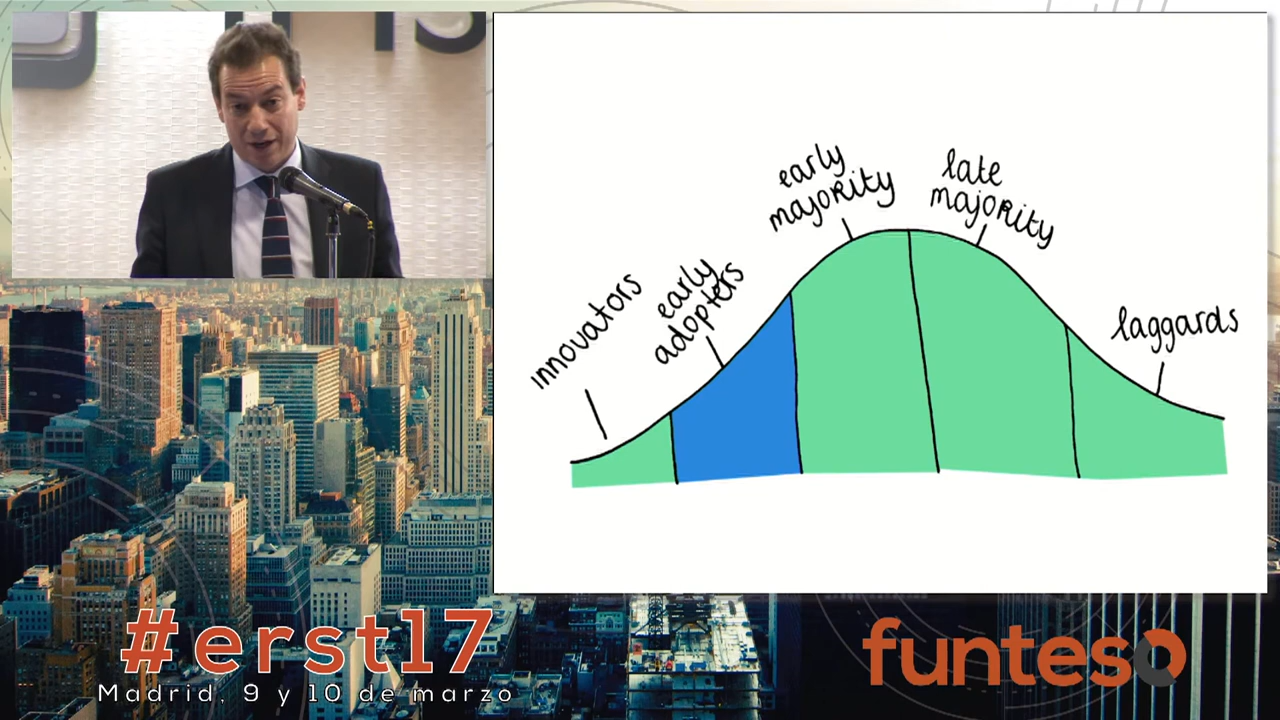 early
majority
late
majority
innovators
early
adopters
laggards
#erst17
Madrid, 9 y 10 de marzo
funteso